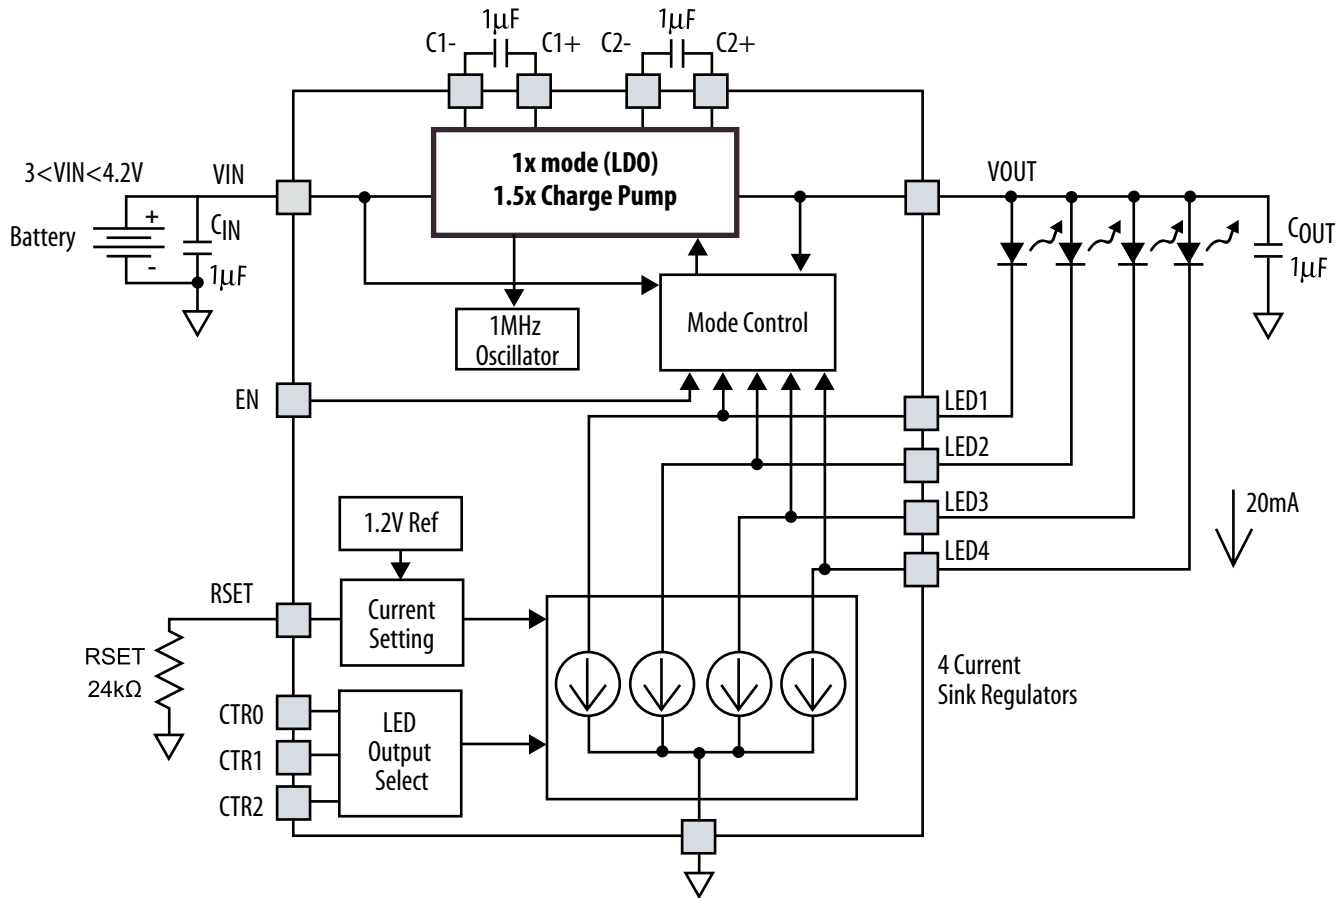 1µF
1µF
C1-
C1+
C2-
C2+
3<VIN<4.2V
VIN
1x mode (LDO)
1.5x Charge Pump
VOUT
Battery
+
-
CIN
1µF
COUT
1µF
1MHz
Oscillator
Mode Control
EN
LED1
LED2
LED3
LED4
20mA
1.2V Ref
RSET
Current
Setting
RSET
24kΩ
4 Current
Sink Regulators
CTR0
CTR1
CTR2
LED
Output
Select